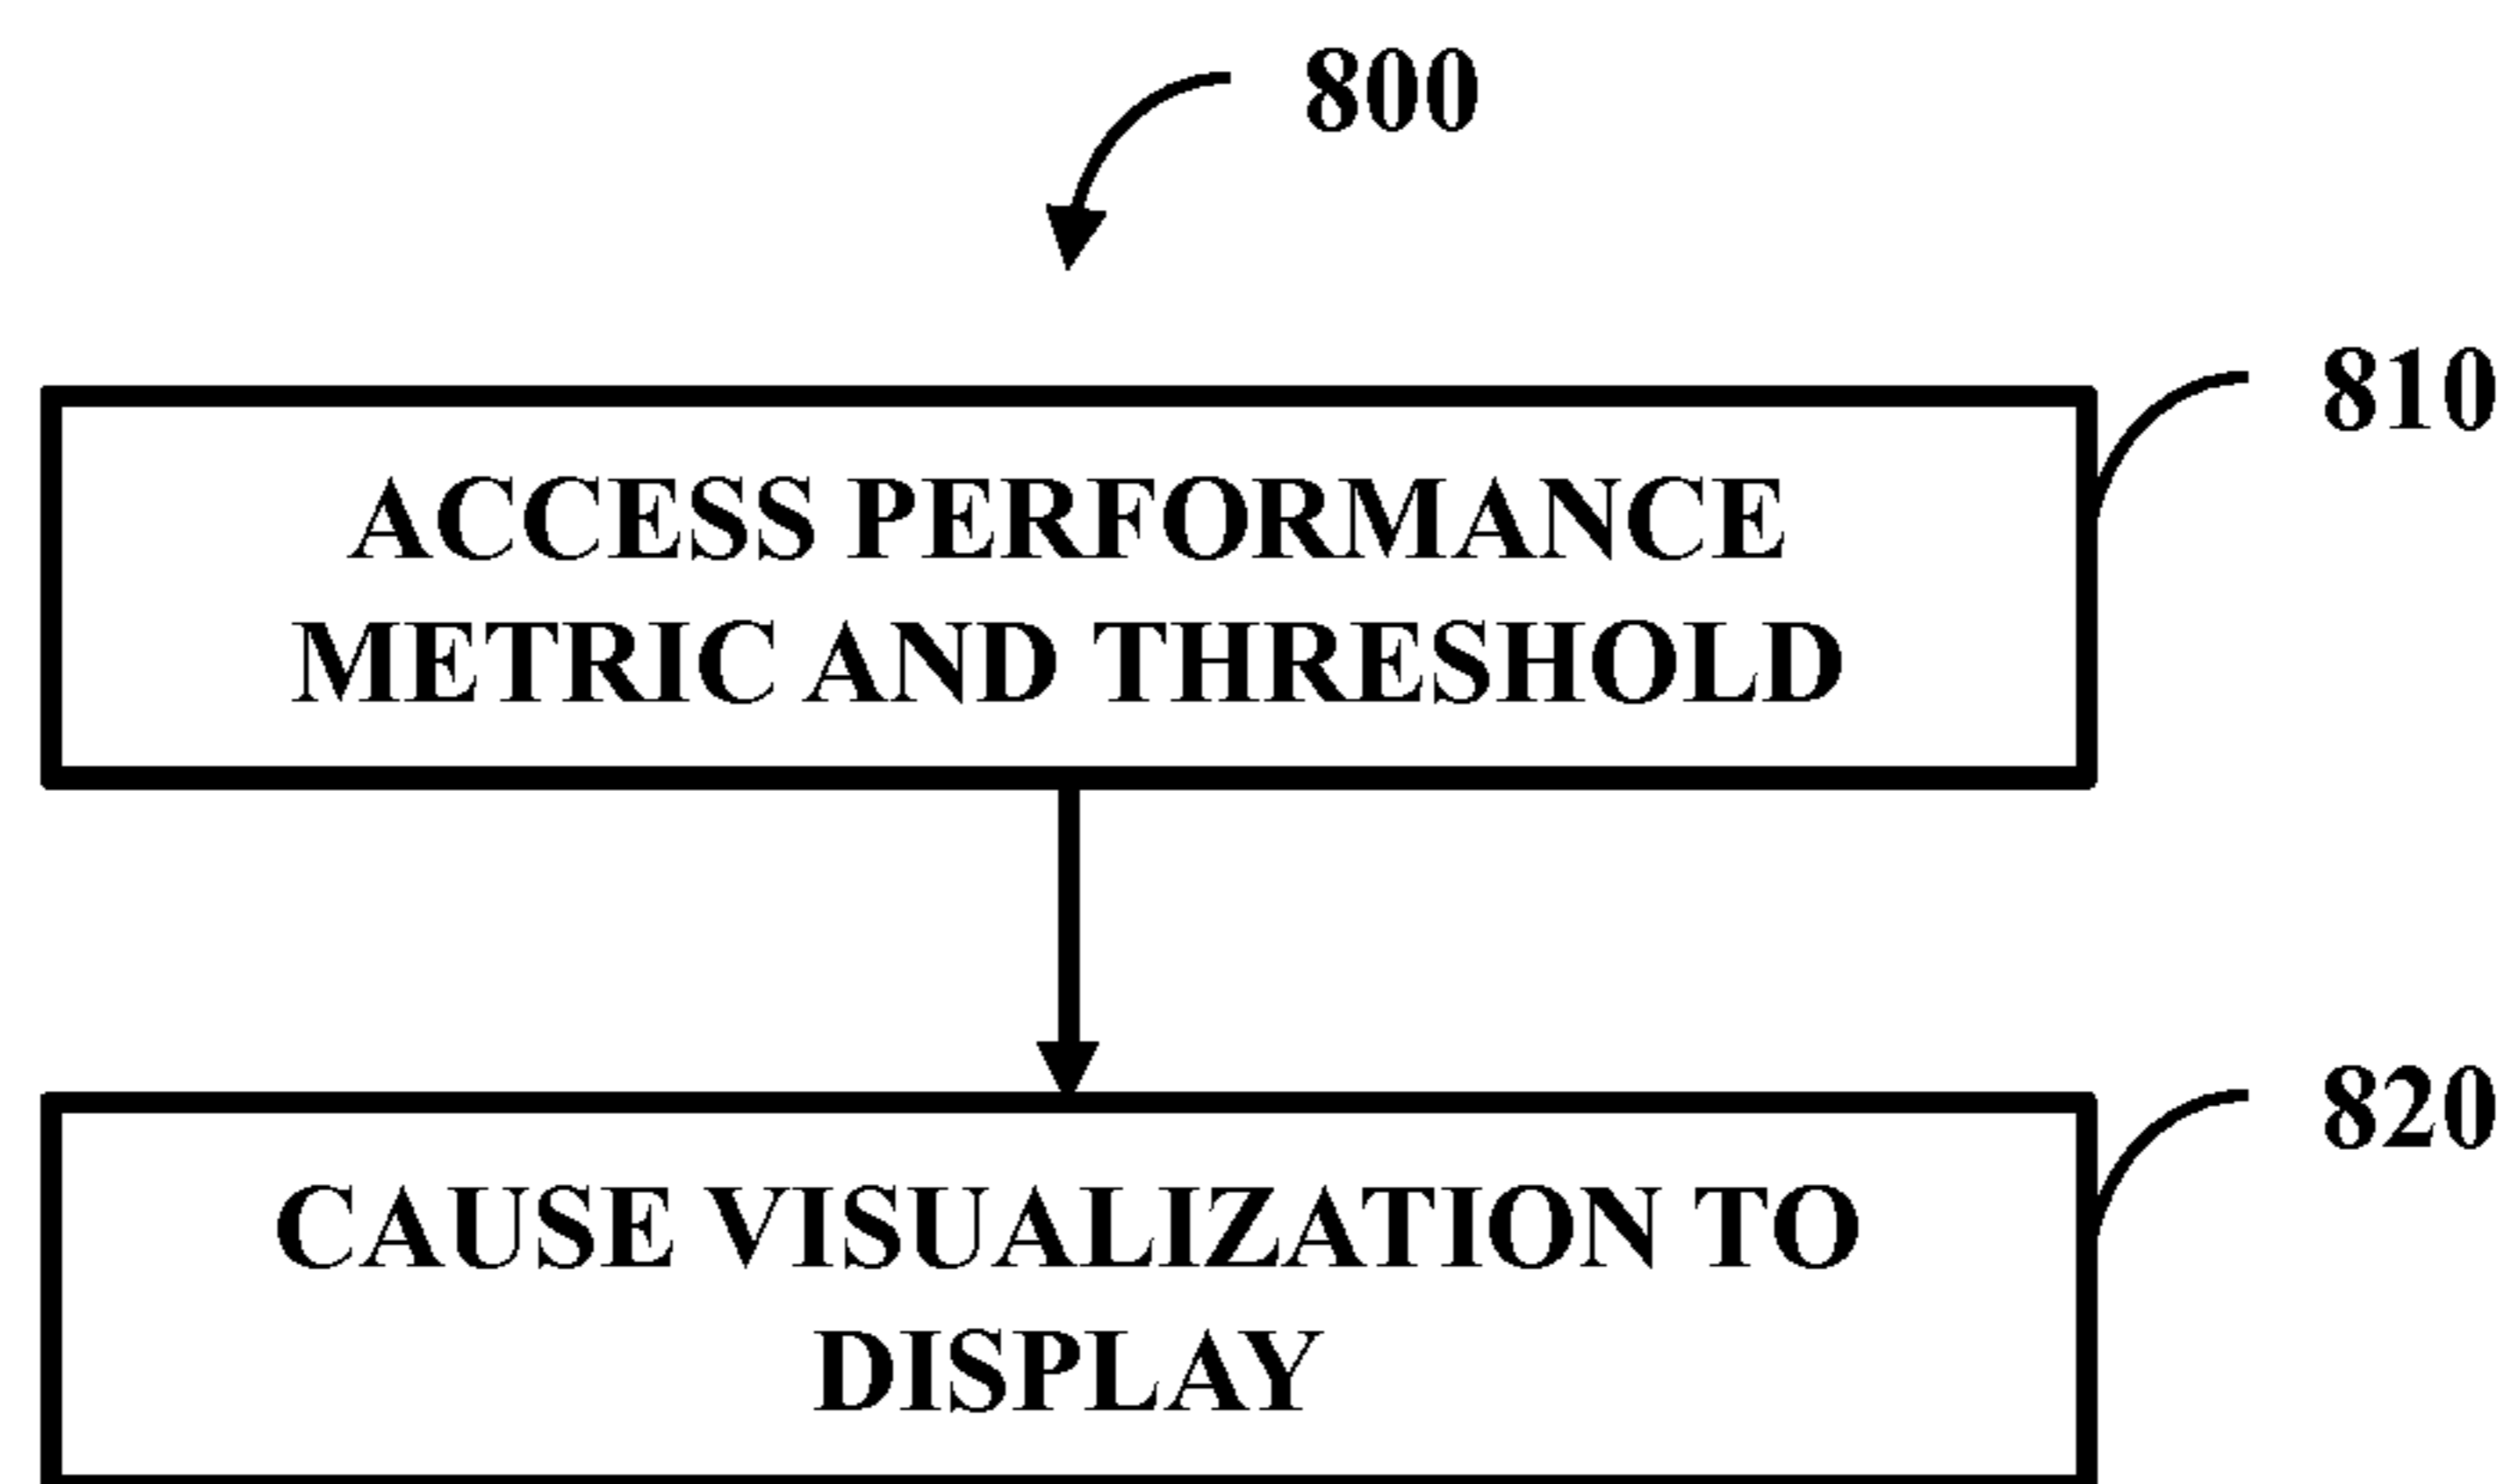 800
810
ACCESS PERFORMANCE
METRIC AND THRESHOLD
820
CAUSE VISUALIZATION TO
DISPLAY